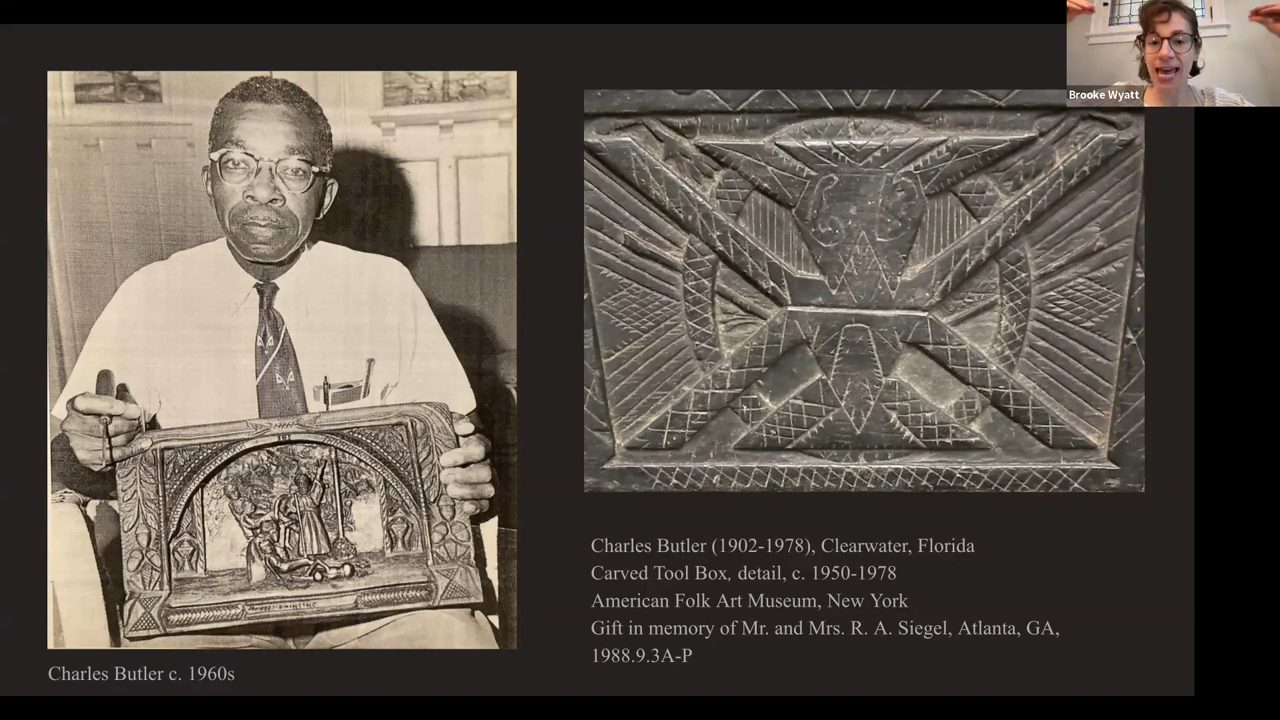 Brooke Wyatt
Charles Butler (1902-1978), Clearwater, Florida
Carved Tool Box, detail, c. 1950-1978
American Folk Art Museum, New York
Gift in memory of Mr. and Mrs. R. A. Siegel, Atlanta, GA,
1988.9.3A-P
Charles Butler c. 1960s